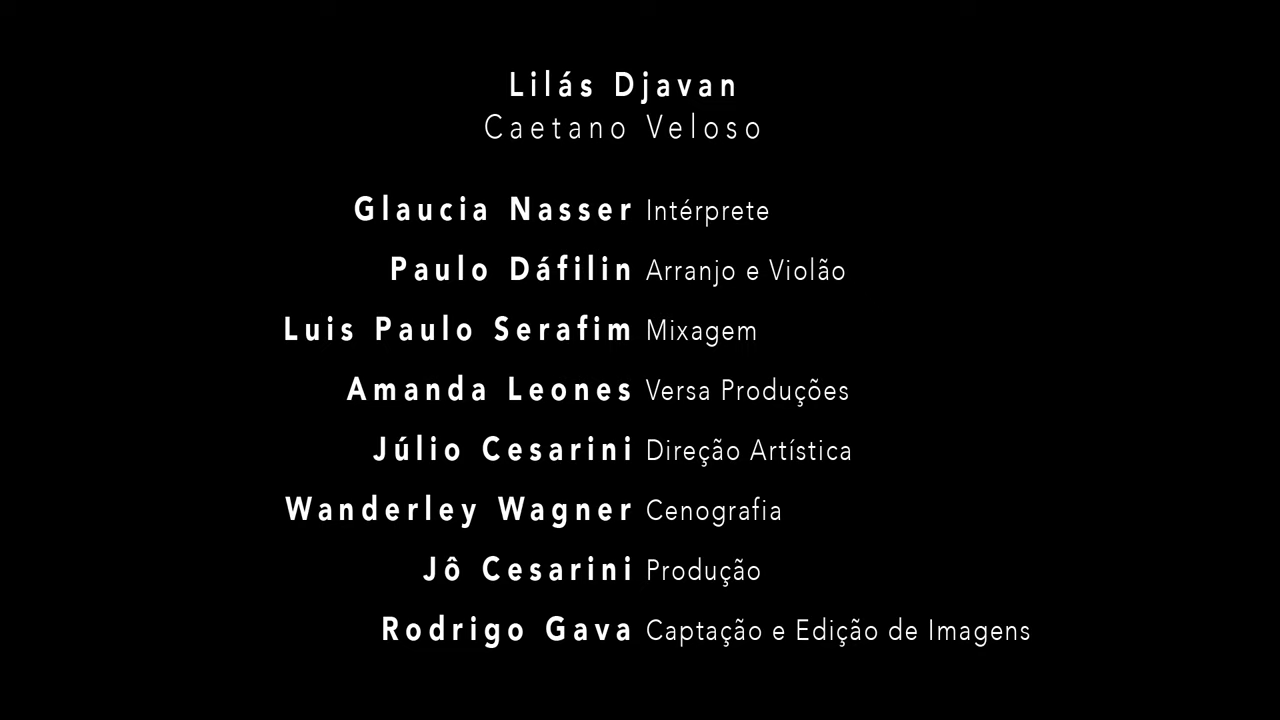 Lilás Djavan
Caetano Veloso
Glaucia Nasser Intérprete
Paulo Dáfilin Arranjo e Violão
Luis Paulo Serafim Mixagem
Amanda Leones Versa Produções
Júlio Cesarini Direção Artística
Wanderley Wagner Cenografia
Jô Cesarini Produção
Rodrigo Gava Captação e Edição de Imagens